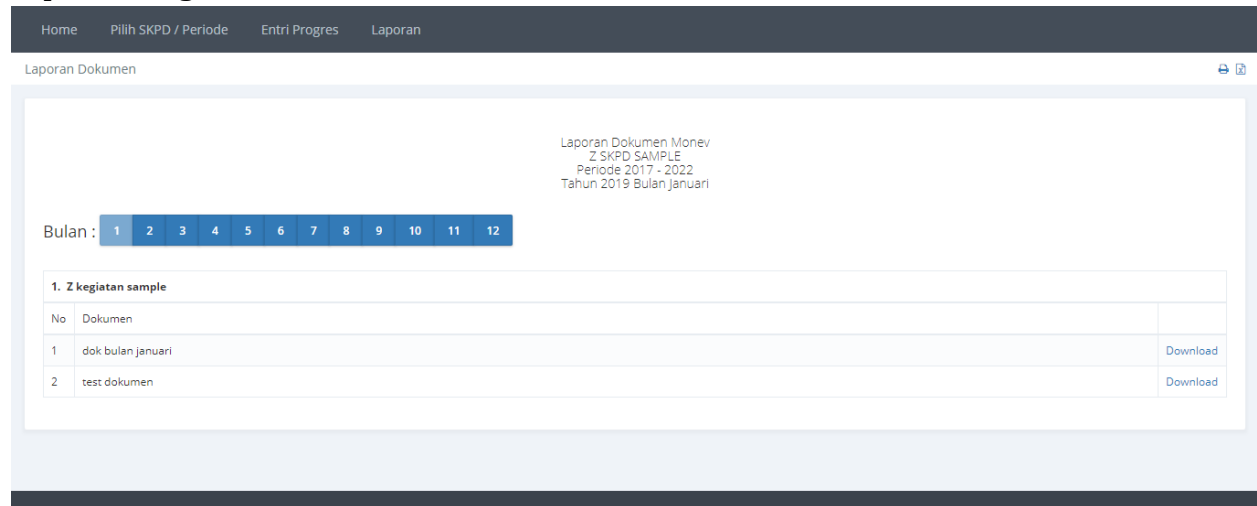 Home Pilih SKPD / Periode Entri Progres Laporan
Laporan Dokumen
Laporan Dokumen Monev
Z SKPD SAMPLE
Periode 2017 - 2022
Tahun 2019 Bulan Januari
Bulan : 1 2 3 4 5 6 7 8 9 10 11 12
1. Z kegiatan sample
No Dokumen
1 dok bulan januari Download
2 test dokumen Download